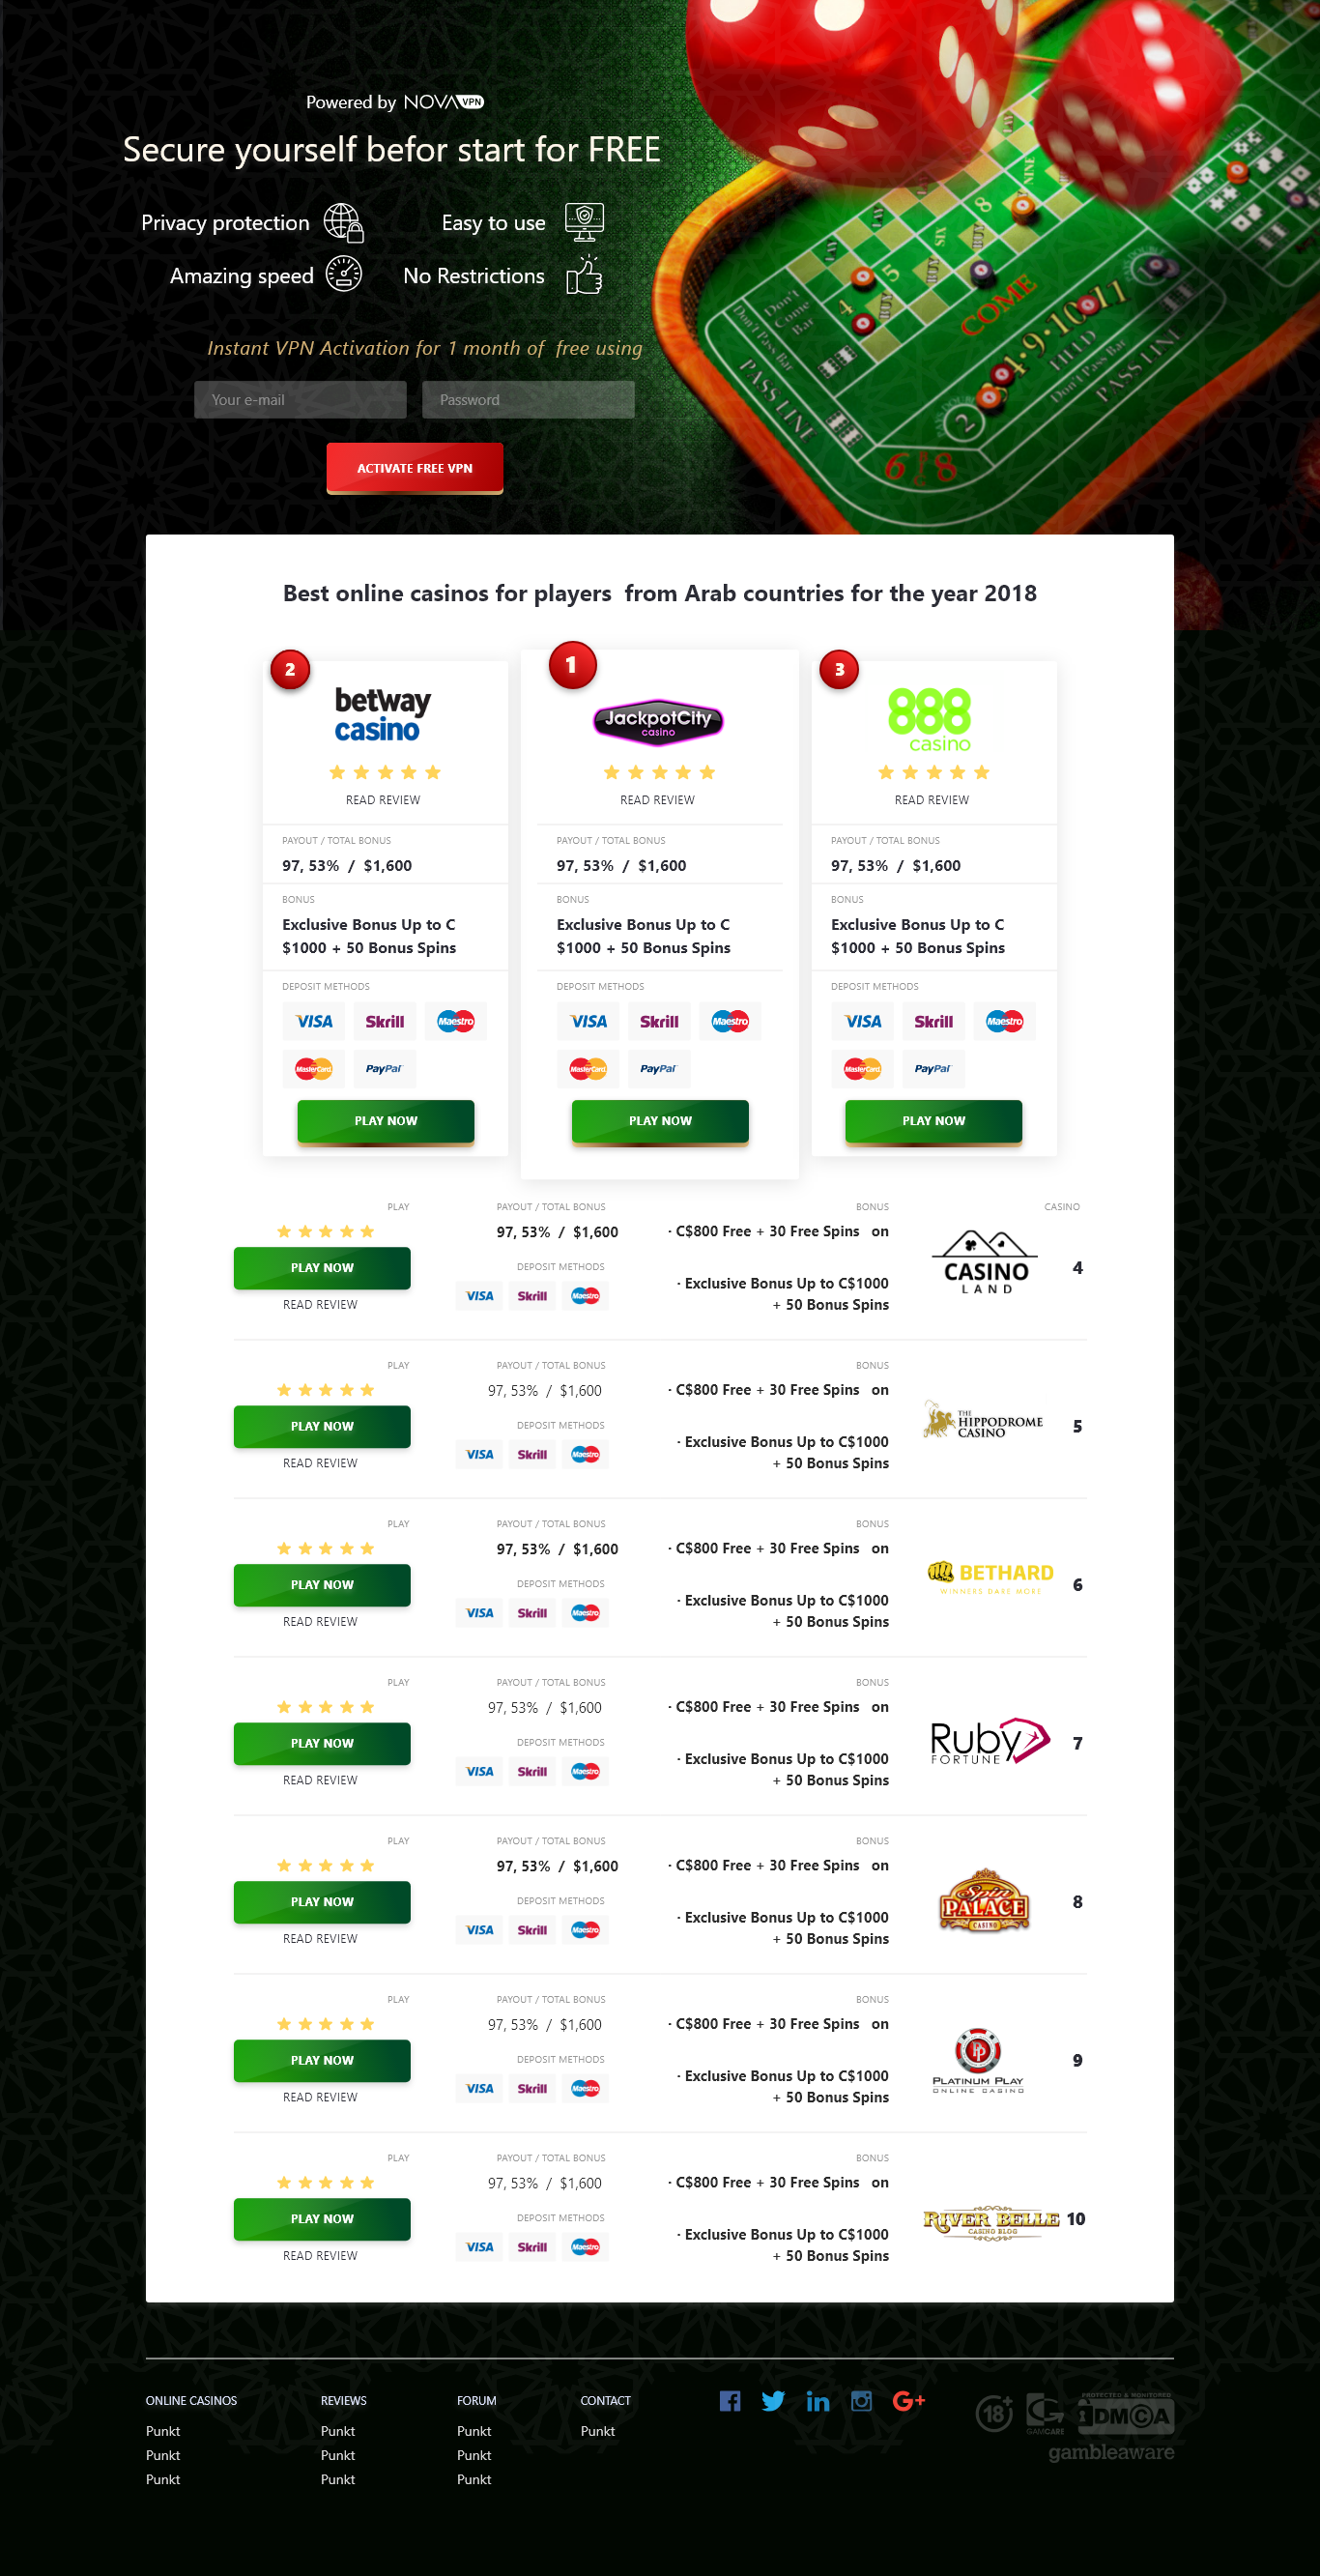 Powered by NOVA VPN
Secure yourself befor start for FREE
Privacy protection
Easy to use
Amazing speed
No Restrictions
Instant VPN Activation for 1 month of free using
Your e-mail
Password
ACTIVATE FREE VPN
NINE
8
SIX
BUY
BUY
5
4
Don't Come Bar
Don't Pass Bar
COME
4·9·10·11
FIELD
Don't Pass Bar
PASS LINE
PASS LINE
2
6 8
Best online casinos for players from Arab countries for the year 2018
2
betway
casino
READ REVIEW
PAYOUT / TOTAL BONUS
97, 53% / $1,600
BONUS
Exclusive Bonus Up to C
$1000 + 50 Bonus Spins
DEPOSIT METHODS
VISA Skrill Maestro
MasterCard PayPal
PLAY NOW
1
JackpotCity
casino
READ REVIEW
PAYOUT / TOTAL BONUS
97, 53% / $1,600
BONUS
Exclusive Bonus Up to C
$1000 + 50 Bonus Spins
DEPOSIT METHODS
VISA Skrill Maestro
MasterCard PayPal
PLAY NOW
3
888
casino
READ REVIEW
PAYOUT / TOTAL BONUS
97, 53% / $1,600
BONUS
Exclusive Bonus Up to C
$1000 + 50 Bonus Spins
DEPOSIT METHODS
VISA Skrill Maestro
MasterCard PayPal
PLAY NOW
PLAY
PLAY NOW
READ REVIEW
PAYOUT / TOTAL BONUS
97, 53% / $1,600
DEPOSIT METHODS
VISA Skrill Maestro
BONUS
· C$800 Free + 30 Free Spins on
· Exclusive Bonus Up to C$1000
+ 50 Bonus Spins
CASINO
CASINO
LAND
4
PLAY
PLAY NOW
READ REVIEW
PAYOUT / TOTAL BONUS
97, 53% / $1,600
DEPOSIT METHODS
VISA Skrill Maestro
BONUS
· C$800 Free + 30 Free Spins on
· Exclusive Bonus Up to C$1000
+ 50 Bonus Spins
THE
HIPPODROME
CASINO
5
PLAY
PLAY NOW
READ REVIEW
PAYOUT / TOTAL BONUS
97, 53% / $1,600
DEPOSIT METHODS
VISA Skrill Maestro
BONUS
· C$800 Free + 30 Free Spins on
· Exclusive Bonus Up to C$1000
+ 50 Bonus Spins
BETHARD
WINNERS DARE MORE
6
PLAY
PLAY NOW
READ REVIEW
PAYOUT / TOTAL BONUS
97, 53% / $1,600
DEPOSIT METHODS
VISA Skrill Maestro
BONUS
· C$800 Free + 30 Free Spins on
· Exclusive Bonus Up to C$1000
+ 50 Bonus Spins
Ruby
FORTUNE
7
PLAY
PLAY NOW
READ REVIEW
PAYOUT / TOTAL BONUS
97, 53% / $1,600
DEPOSIT METHODS
VISA Skrill Maestro
BONUS
· C$800 Free + 30 Free Spins on
· Exclusive Bonus Up to C$1000
+ 50 Bonus Spins
Spin
PALACE
CASINO
8
PLAY
PLAY NOW
READ REVIEW
PAYOUT / TOTAL BONUS
97, 53% / $1,600
DEPOSIT METHODS
VISA Skrill Maestro
BONUS
· C$800 Free + 30 Free Spins on
· Exclusive Bonus Up to C$1000
+ 50 Bonus Spins
PLATINUM PLAY
ONLINE CASINO
9
PLAY
PLAY NOW
READ REVIEW
PAYOUT / TOTAL BONUS
97, 53% / $1,600
DEPOSIT METHODS
VISA Skrill Maestro
BONUS
· C$800 Free + 30 Free Spins on
· Exclusive Bonus Up to C$1000
+ 50 Bonus Spins
RIVER BELLE
CASINO BLOG
10
ONLINE CASINOS
Punkt
Punkt
Punkt
REVIEWS
Punkt
Punkt
Punkt
FORUM
Punkt
Punkt
Punkt
CONTACT
Punkt
18+
GAMCARE
PROTECTED & MONITORED
DMCA
gambleaware